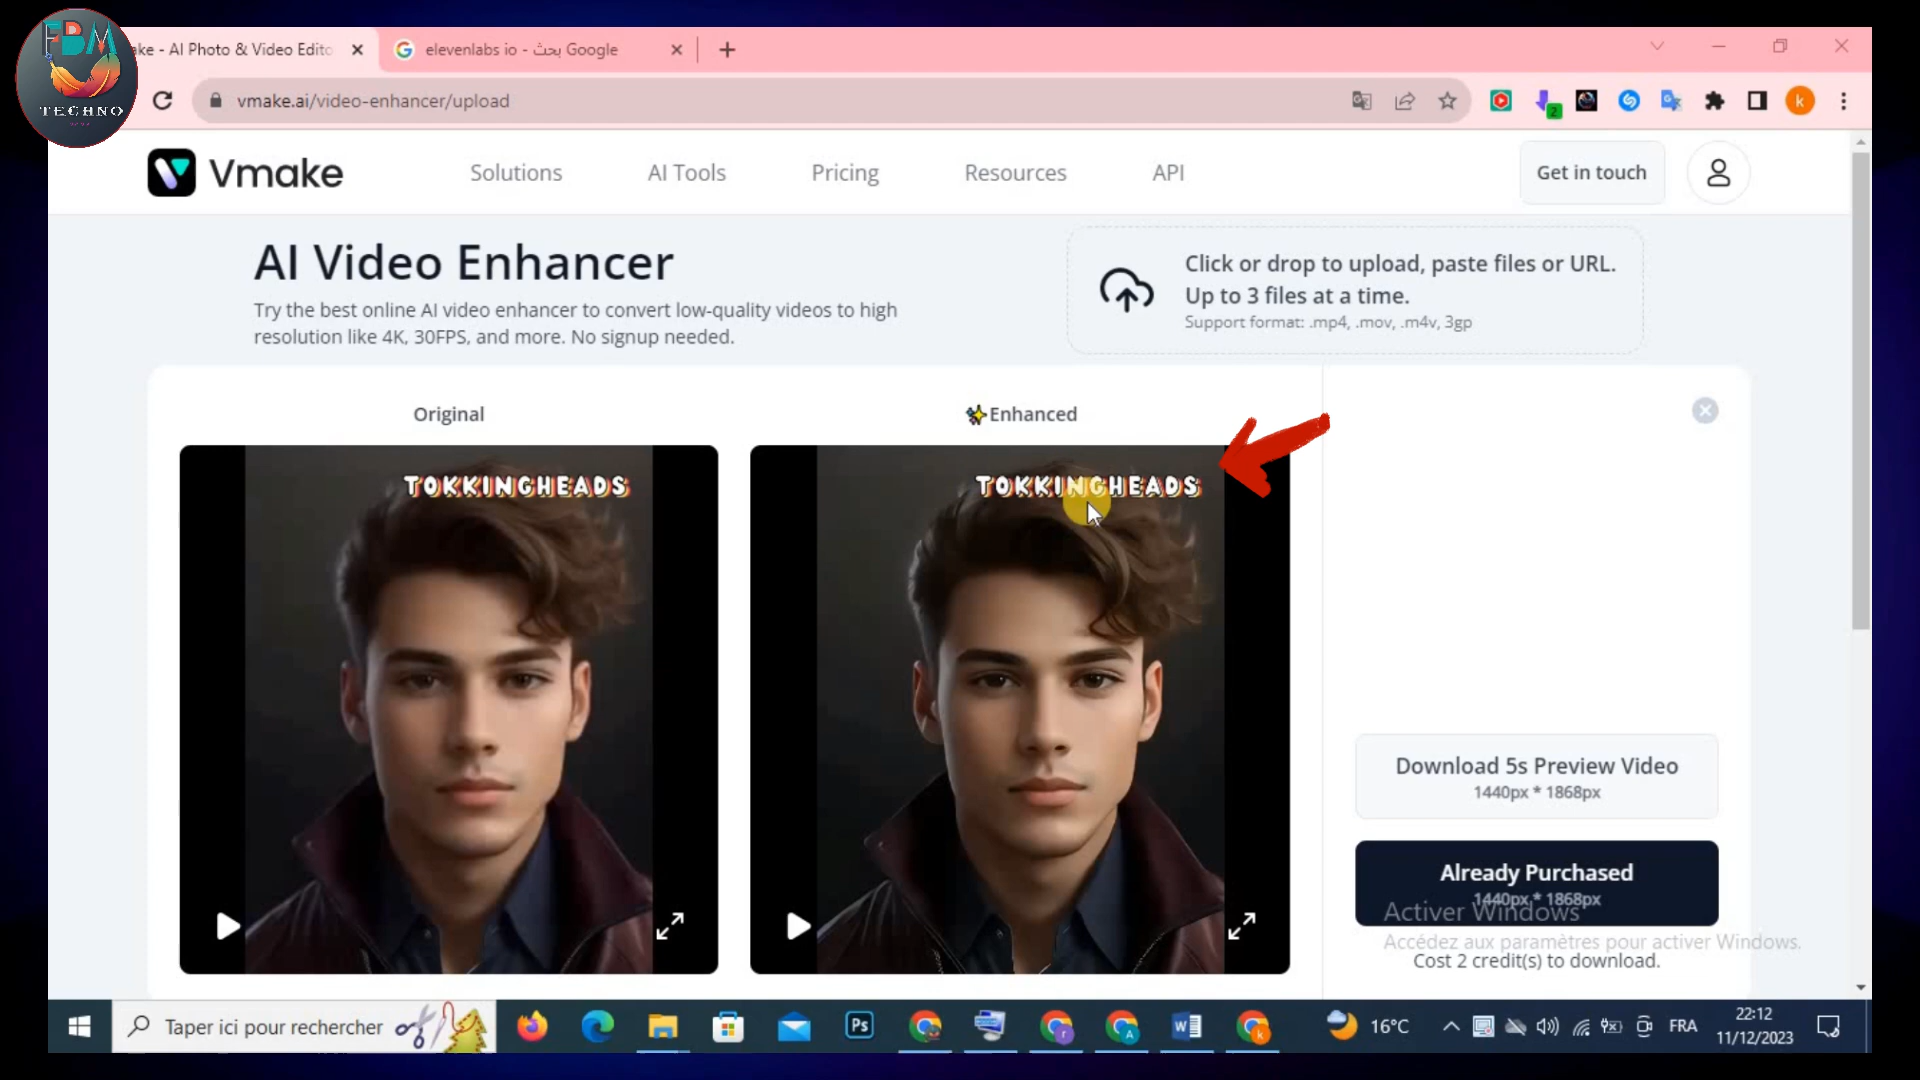 FBM
TECHNO
ake - AI Photo & Video Edito
elevenlabs io - بحث Google
vmake.ai/video-enhancer/upload
2
k
Vmake
Solutions
AI Tools
Pricing
Resources
API
Get in touch
AI Video Enhancer
Try the best online AI video enhancer to convert low-quality videos to high
resolution like 4K, 30FPS, and more. No signup needed.
Click or drop to upload, paste files or URL.
Up to 3 files at a time.
Support format: .mp4, .mov, .m4v, 3gp
Original
Enhanced
TOKKINGHEADS
TOKKINGHEADS
Download 5s Preview Video
1440px * 1868px
Already Purchased
1440px * 1868px
Activer Windows
Accédez aux paramètres pour activer Windows.
Cost 2 credit(s) to download.
Taper ici pour rechercher
Ps
16°C
FRA
22:12
11/12/2023